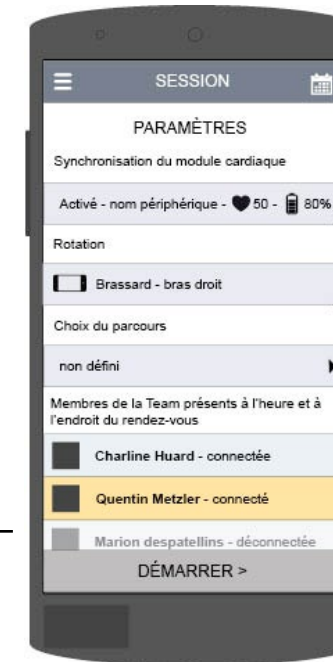 SESSION
PARAMÈTRES
Synchronisation du module cardiaque
Activé - nom périphérique - 50 - 80%
Rotation
Brassard - bras droit
Choix du parcours
non défini
Membres de la Team présents à l'heure et à
l'endroit du rendez-vous
Charline Huard - connectée
Quentin Metzler - connecté
Marion despatellins - déconnectée
DÉMARRER >